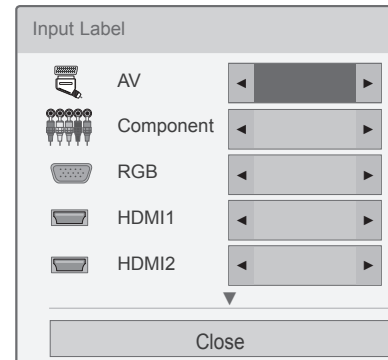 Input Label
AV
Component
RGB
HDMI1
HDMI2
Close